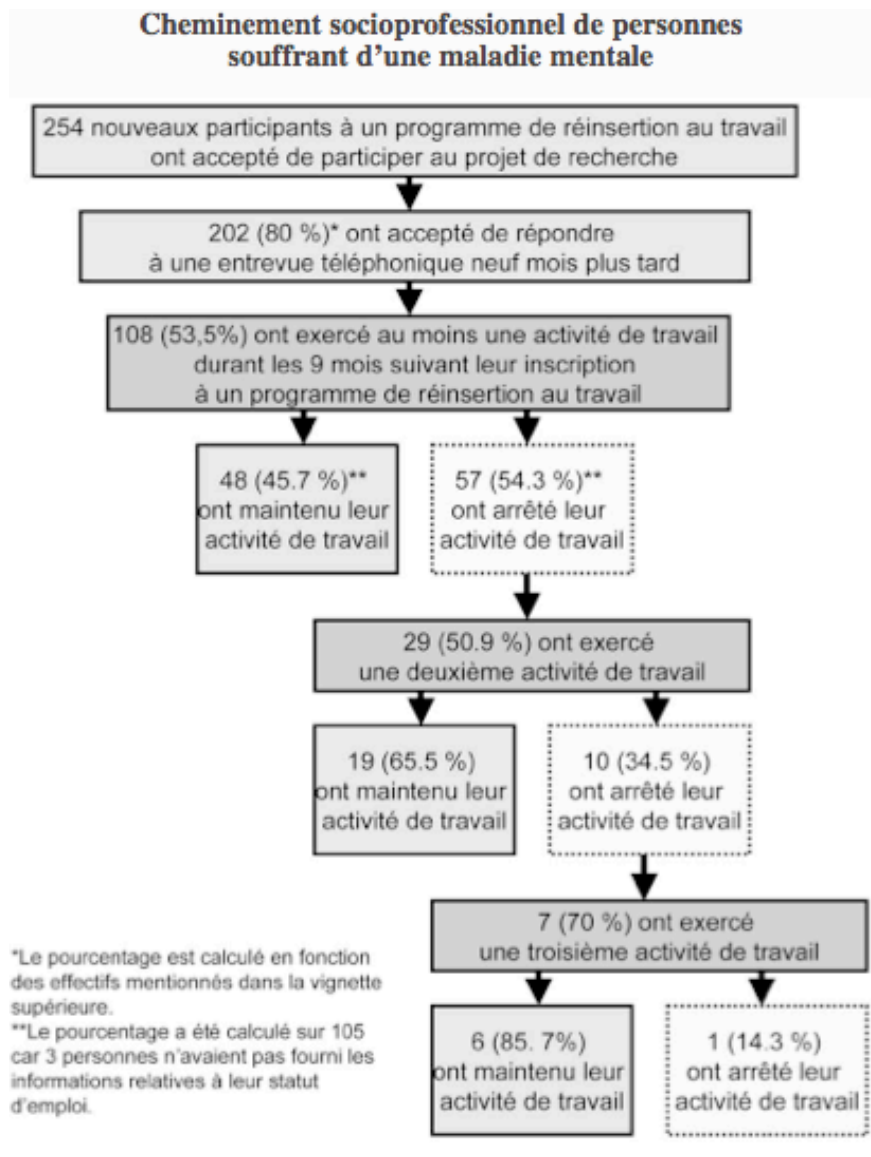 Cheminement socioprofessionnel de personnes
souffrant d’une maladie mentale
254 nouveaux participants à un programme de réinsertion au travail
ont accepté de participer au projet de recherche
202 (80 %)* ont accepté de répondre
à une entrevue téléphonique neuf mois plus tard
108 (53,5%) ont exercé au moins une activité de travail
durant les 9 mois suivant leur inscription
à un programme de réinsertion au travail
48 (45.7 %)**
ont maintenu leur
activité de travail
57 (54.3 %)**
ont arrêté leur
activité de travail
29 (50.9 %) ont exercé
une deuxième activité de travail
19 (65.5 %)
ont maintenu leur
activité de travail
10 (34.5 %)
ont arrêté leur
activité de travail
7 (70 %) ont exercé
une troisième activité de travail
6 (85. 7%)
ont maintenu leur
activité de travail
1 (14.3 %)
ont arrêté leur
activité de travail
*Le pourcentage est calculé en fonction
des effectifs mentionnés dans la vignette
supérieure.
**Le pourcentage a été calculé sur 105
car 3 personnes n’avaient pas fourni les
informations relatives à leur statut
d’emploi.